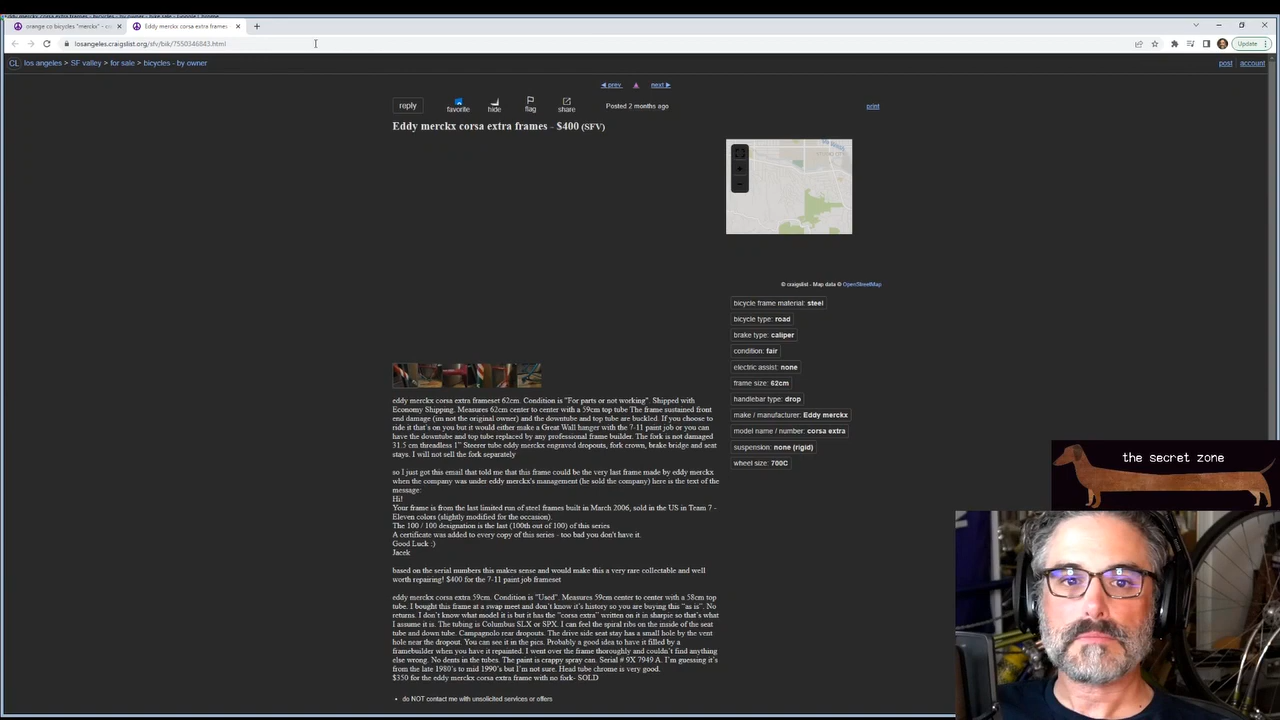 orange co bicycles "merckx" - c
Eddy merckx corsa extra frames
losangeles.craigslist.org/sfv/bik/7550346843.html
Update
CL los angeles > SF valley > for sale > bicycles - by owner
post account
◀ prev ▲ next ▶
reply
favorite
hide
flag
share
Posted 2 months ago
print
Eddy merckx corsa extra frames - $400 (SFV)
© craigslist - Map data © OpenStreetMap
bicycle frame material: steel
bicycle type: road
brake type: caliper
condition: fair
electric assist: none
frame size: 62cm
handlebar type: drop
make / manufacturer: Eddy merckx
model name / number: corsa extra
suspension: none (rigid)
wheel size: 700C
eddy merckx corsa extra frameset 62cm. Condition is "For parts or not working". Shipped with
Economy Shipping. Measures 62cm center to center with a 59cm top tube The frame sustained front
end damage (im not the original owner) and the downtube and top tube are buckled. If you choose to
ride it that's on you but it would either make a Great Wall hanger with the 7-11 paint job or you can
have the downtube and top tube replaced by any professional frame builder. The fork is not damaged
31.5 cm threadless 1" Steerer tube eddy merckx engraved dropouts, fork crown, brake bridge and seat
stays. I will not sell the fork separately
so I just got this email that told me that this frame could be the very last frame made by eddy merckx
when the company was under eddy merckx's management (he sold the company) here is the text of the
message:
Hi!
Your frame is from the last limited run of steel frames built in March 2006, sold in the US in Team 7 -
Eleven colors (slightly modified for the occasion).
The 100 / 100 designation is the last (100th out of 100) of this series
A certificate was added to every copy of this series - too bad you don't have it.
Good Luck :)
Jacek
based on the serial numbers this makes sense and would make this a very rare collectable and well
worth repairing! $400 for the 7-11 paint job frameset
eddy merckx corsa extra 59cm. Condition is "Used". Measures 59cm center to center with a 58cm top
tube. I bought this frame at a swap meet and don't know it's history so you are buying this "as is". No
returns. I don't know what model it is but it has the "corsa extra" written on it in sharpie so that's what
I assume it is. The tubing is Columbus SLX or SPX. I can feel the spiral ribs on the inside of the seat
tube and down tube. Campagnolo rear dropouts. The drive side seat stay has a small hole by the vent
hole near the dropout. You can see it in the pics. Probably a good idea to have it filled by a
framebuilder when you have it repainted. I went over the frame thoroughly and couldn't find anything
else wrong. No dents in the tubes. The paint is crappy spray can. Serial # 9X 7949 A. I'm guessing it's
from the late 1980's to mid 1990's but I'm not sure. Head tube chrome is very good.
$350 for the eddy merckx corsa extra frame with no fork- SOLD
do NOT contact me with unsolicited services or offers
the secret zone